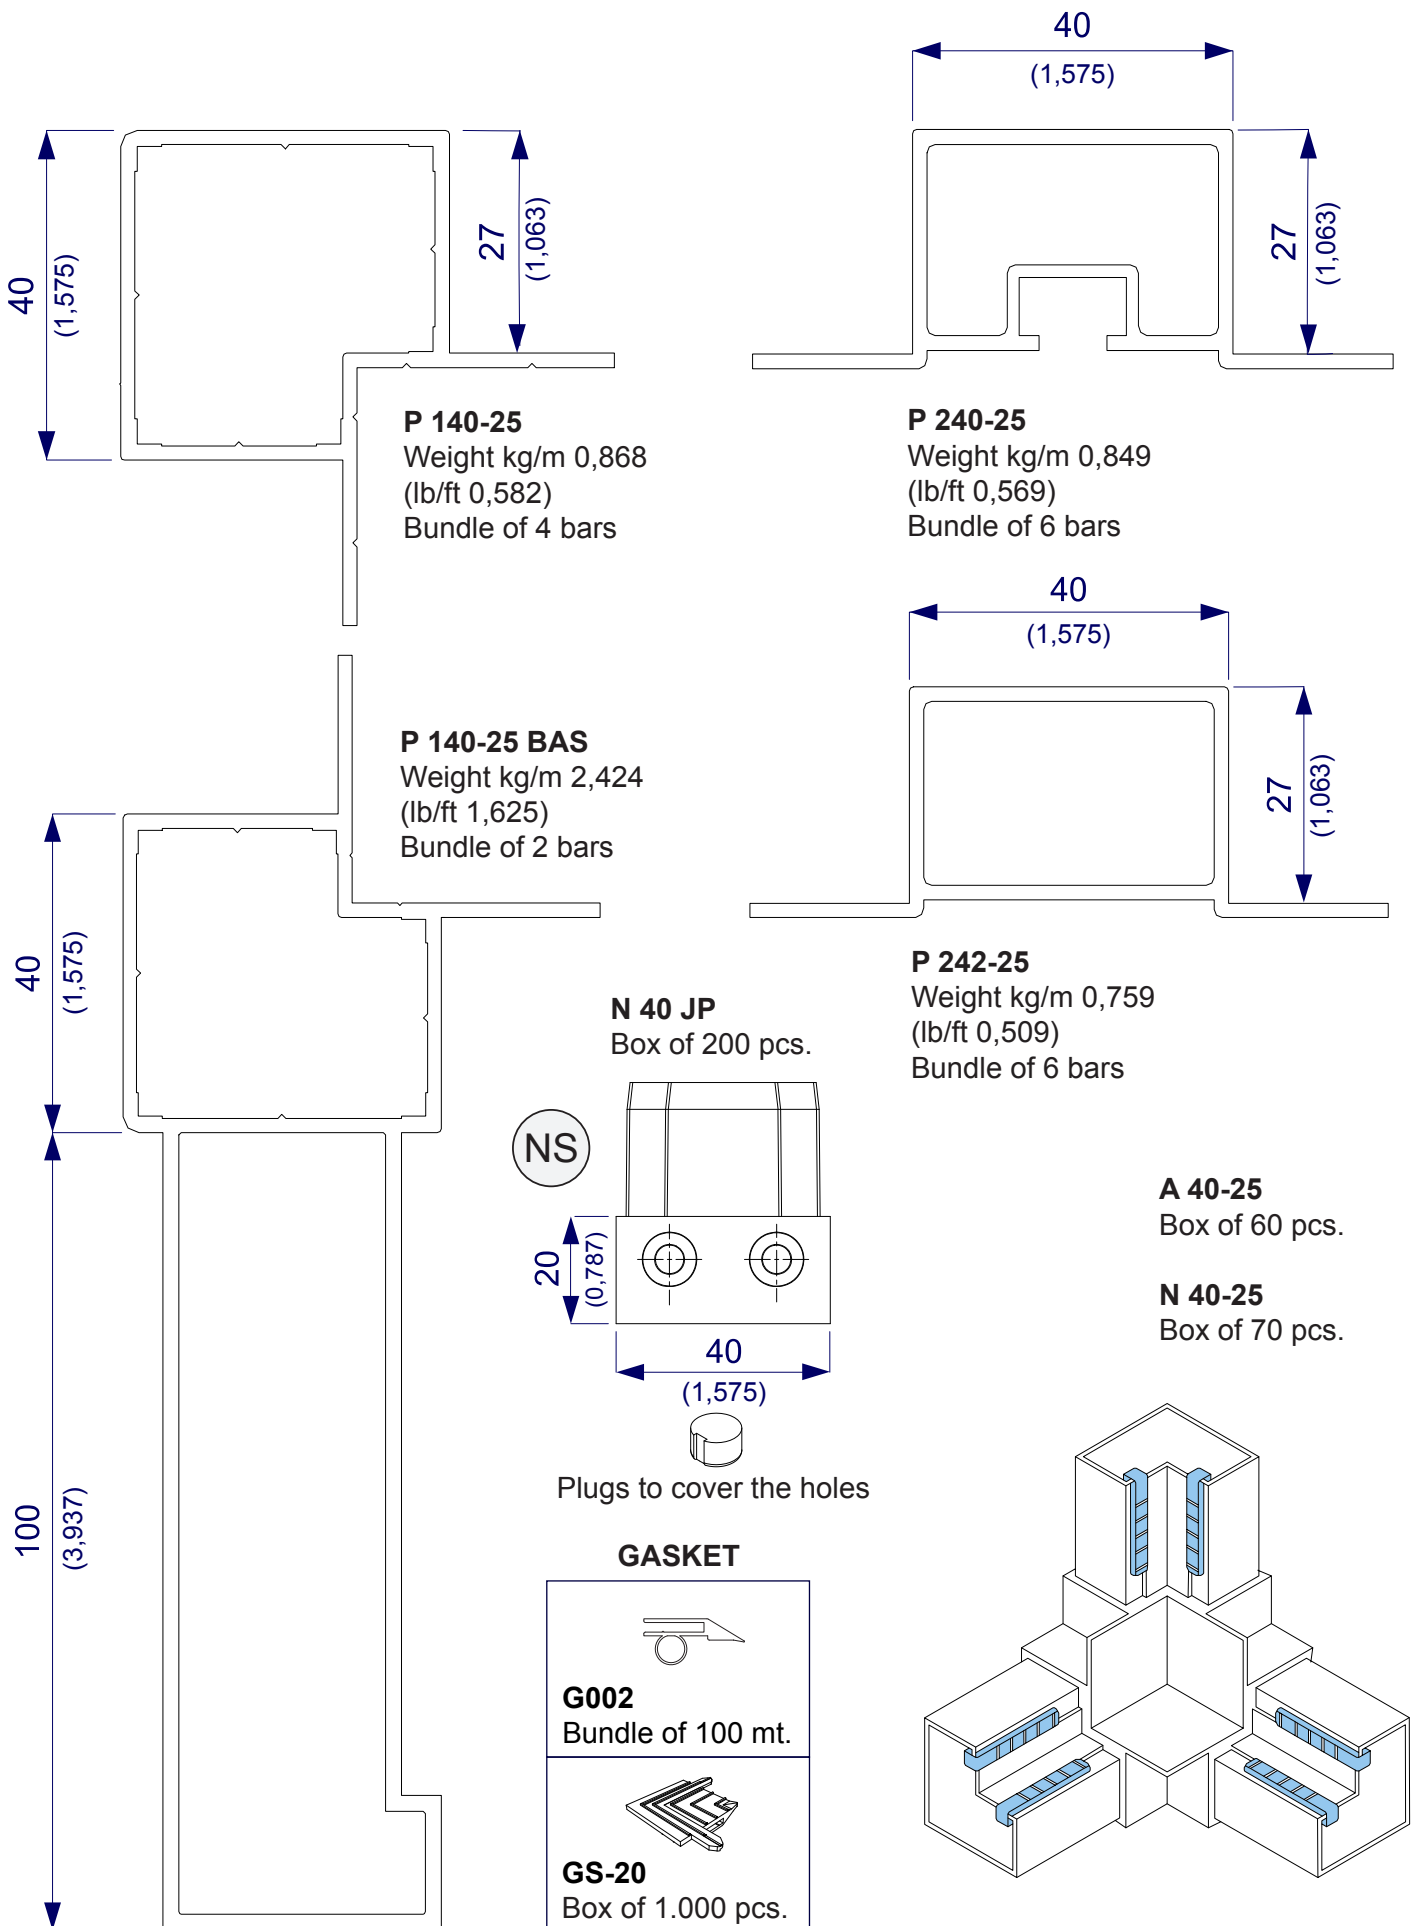 40
(1,575)
27
(1,063)
P 140-25
Weight kg/m 0,868
(lb/ft 0,582)
Bundle of 4 bars
40
(1,575)
27
(1,063)
P 240-25
Weight kg/m 0,849
(lb/ft 0,569)
Bundle of 6 bars
P 140-25 BAS
Weight kg/m 2,424
(lb/ft 1,625)
Bundle of 2 bars
40
(1,575)
100
(3,937)
40
(1,575)
27
(1,063)
P 242-25
Weight kg/m 0,759
(lb/ft 0,509)
Bundle of 6 bars
N 40 JP
Box of 200 pcs.
NS
20
(0,787)
40
(1,575)
Plugs to cover the holes
A 40-25
Box of 60 pcs.
N 40-25
Box of 70 pcs.
GASKET
G002
Bundle of 100 mt.
GS-20
Box of 1.000 pcs.